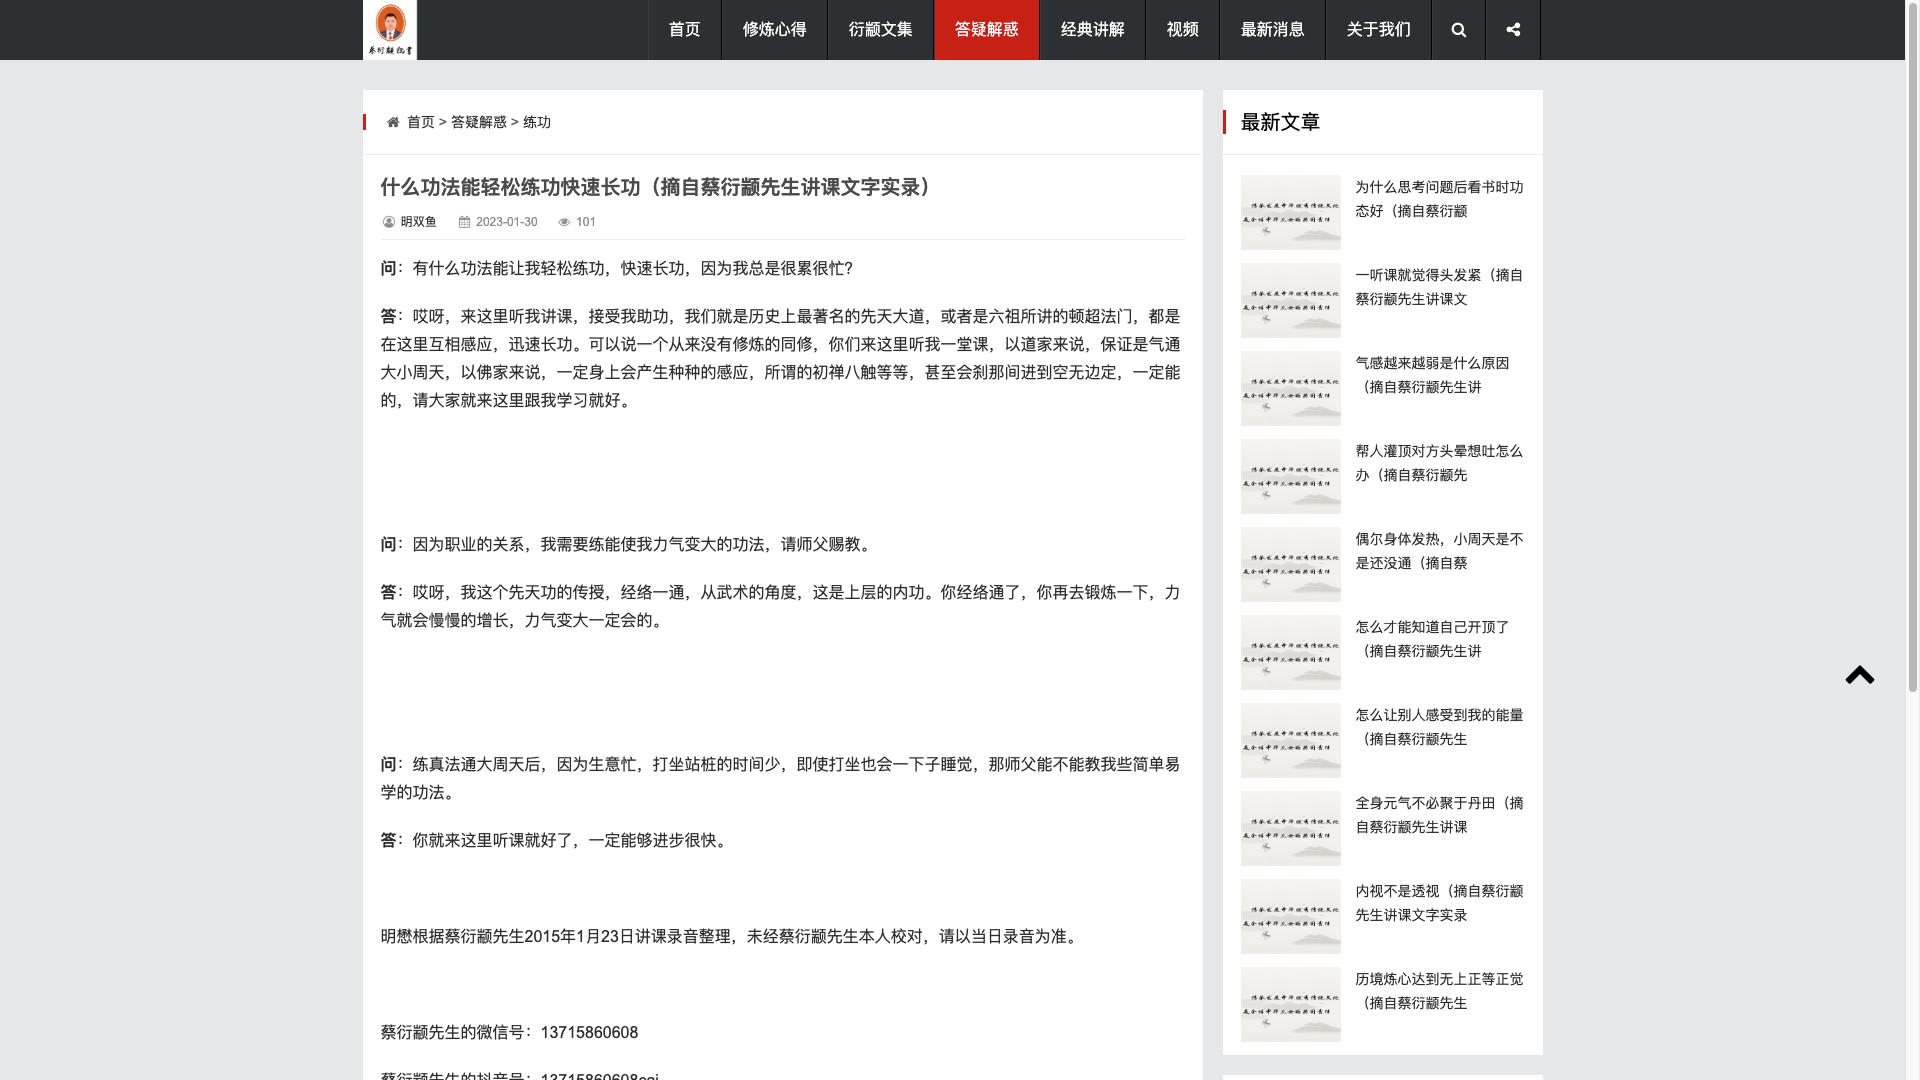 首页
修炼心得
衍颛文集
答疑解惑
经典讲解
视频
最新消息
关于我们
首页 > 答疑解惑 > 练功
什么功法能轻松练功快速长功（摘自蔡衍颛先生讲课文字实录）
明双鱼 2023-01-30 101
问：有什么功法能让我轻松练功，快速长功，因为我总是很累很忙?
答：哎呀，来这里听我讲课，接受我助功，我们就是历史上最著名的先天大道，或者是六祖所讲的顿超法门，都是
在这里互相感应，迅速长功。可以说一个从来没有修炼的同修，你们来这里听我一堂课，以道家来说，保证是气通
大小周天，以佛家来说，一定身上会产生种种的感应，所谓的初禅八触等等，甚至会刹那间进到空无边定，一定能
的，请大家就来这里跟我学习就好。
问：因为职业的关系，我需要练能使我力气变大的功法，请师父赐教。
答：哎呀，我这个先天功的传授，经络一通，从武术的角度，这是上层的内功。你经络通了，你再去锻炼一下，力
气就会慢慢的增长，力气变大一定会的。
问：练真法通大周天后，因为生意忙，打坐站桩的时间少，即使打坐也会一下子睡觉，那师父能不能教我些简单易
学的功法。
答：你就来这里听课就好了，一定能够进步很快。
明懋根据蔡衍颛先生2015年1月23日讲课录音整理，未经蔡衍颛先生本人校对，请以当日录音为准。
蔡衍颛先生的微信号：13715860608
蔡衍颛先生的抖音号：13715860608cai
最新文章
为什么思考问题后看书时功
态好（摘自蔡衍颛
一听课就觉得头发紧（摘自
蔡衍颛先生讲课文
气感越来越弱是什么原因
（摘自蔡衍颛先生讲
帮人灌顶对方头晕想吐怎么
办（摘自蔡衍颛先
偶尔身体发热，小周天是不
是还没通（摘自蔡
怎么才能知道自己开顶了
（摘自蔡衍颛先生讲
怎么让别人感受到我的能量
（摘自蔡衍颛先生
全身元气不必聚于丹田（摘
自蔡衍颛先生讲课
内视不是透视（摘自蔡衍颛
先生讲课文字实录
历境炼心达到无上正等正觉
（摘自蔡衍颛先生